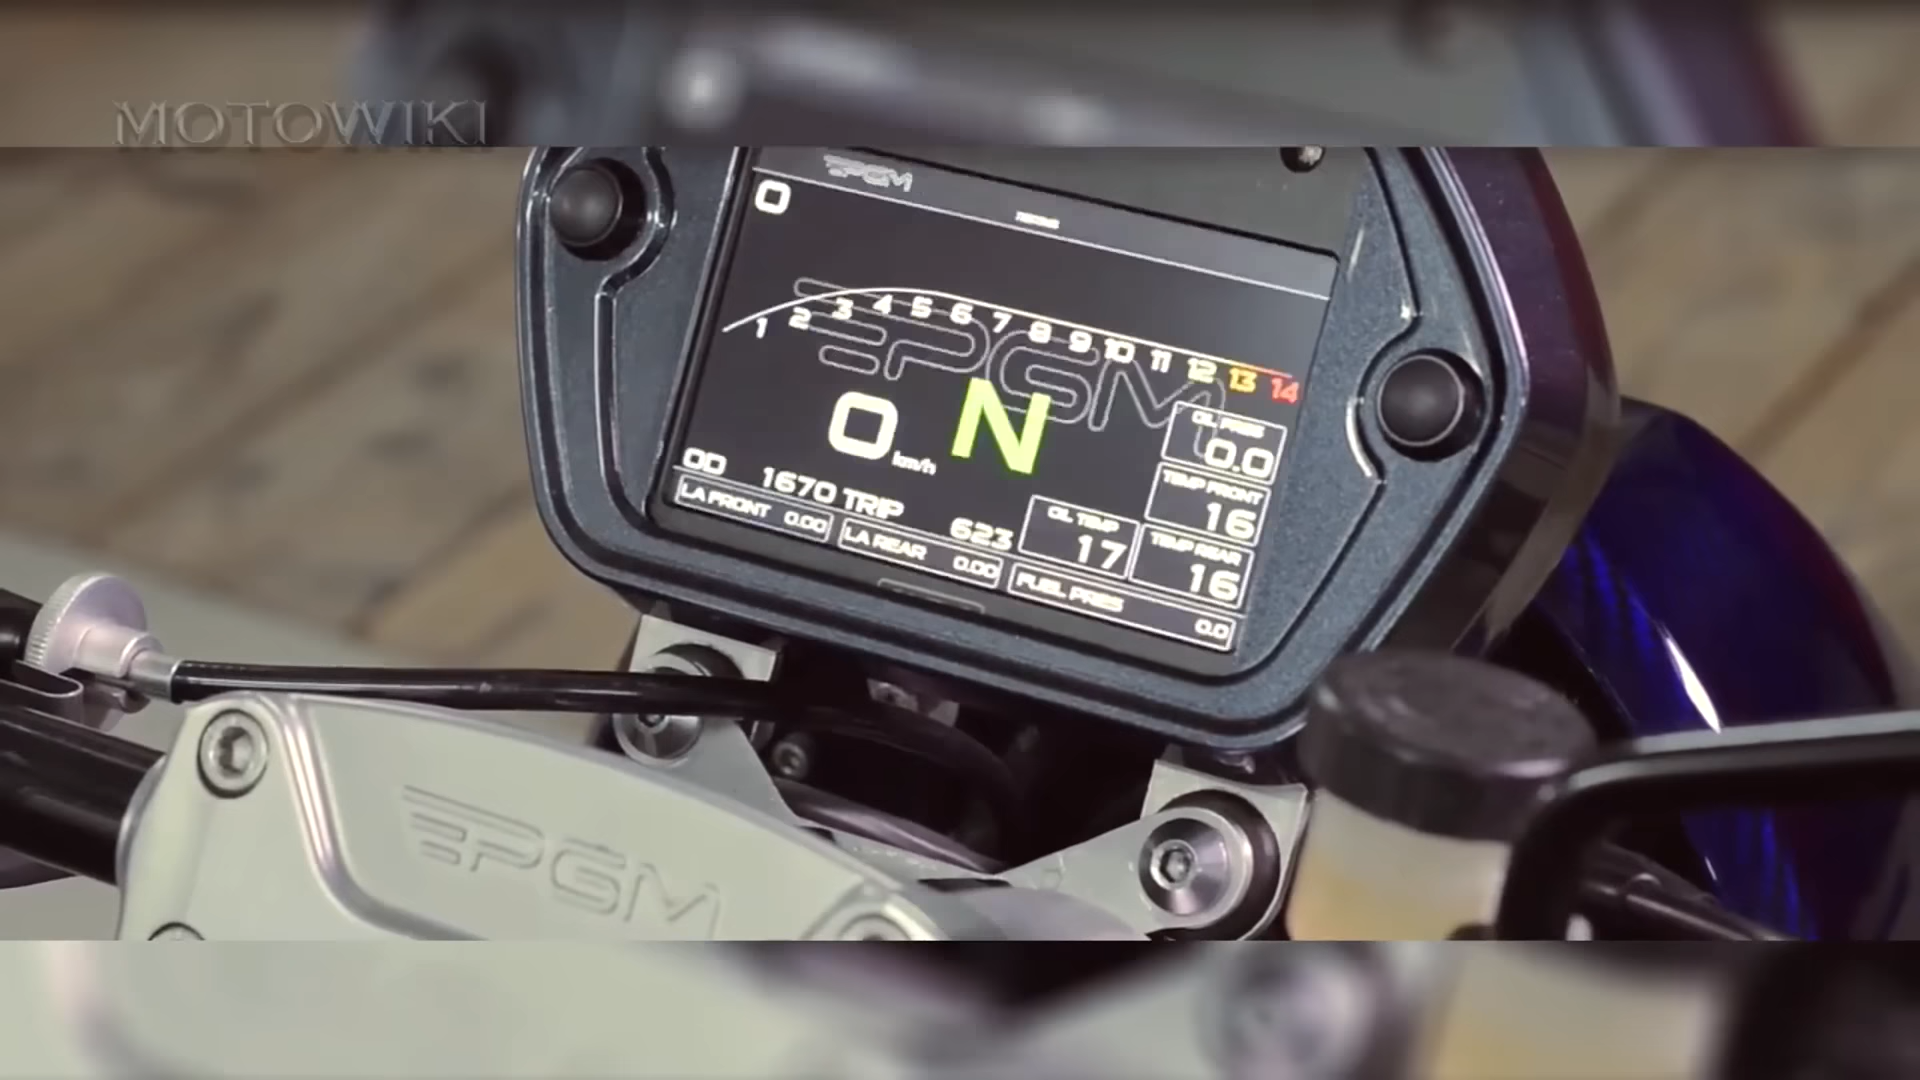 MOTOWIKI
PGM
0
1 2 3 4 5 6 7 8 9 10 11 12 13 14
PGM
0 km/h N
OIL PRES
0.0
TEMP FRONT
16
OD 1670 TRIP 623
OIL TEMP
17
TEMP REAR
16
LA FRONT 0.00
LA REAR 0.00
FUEL PRES
0.0
PGM